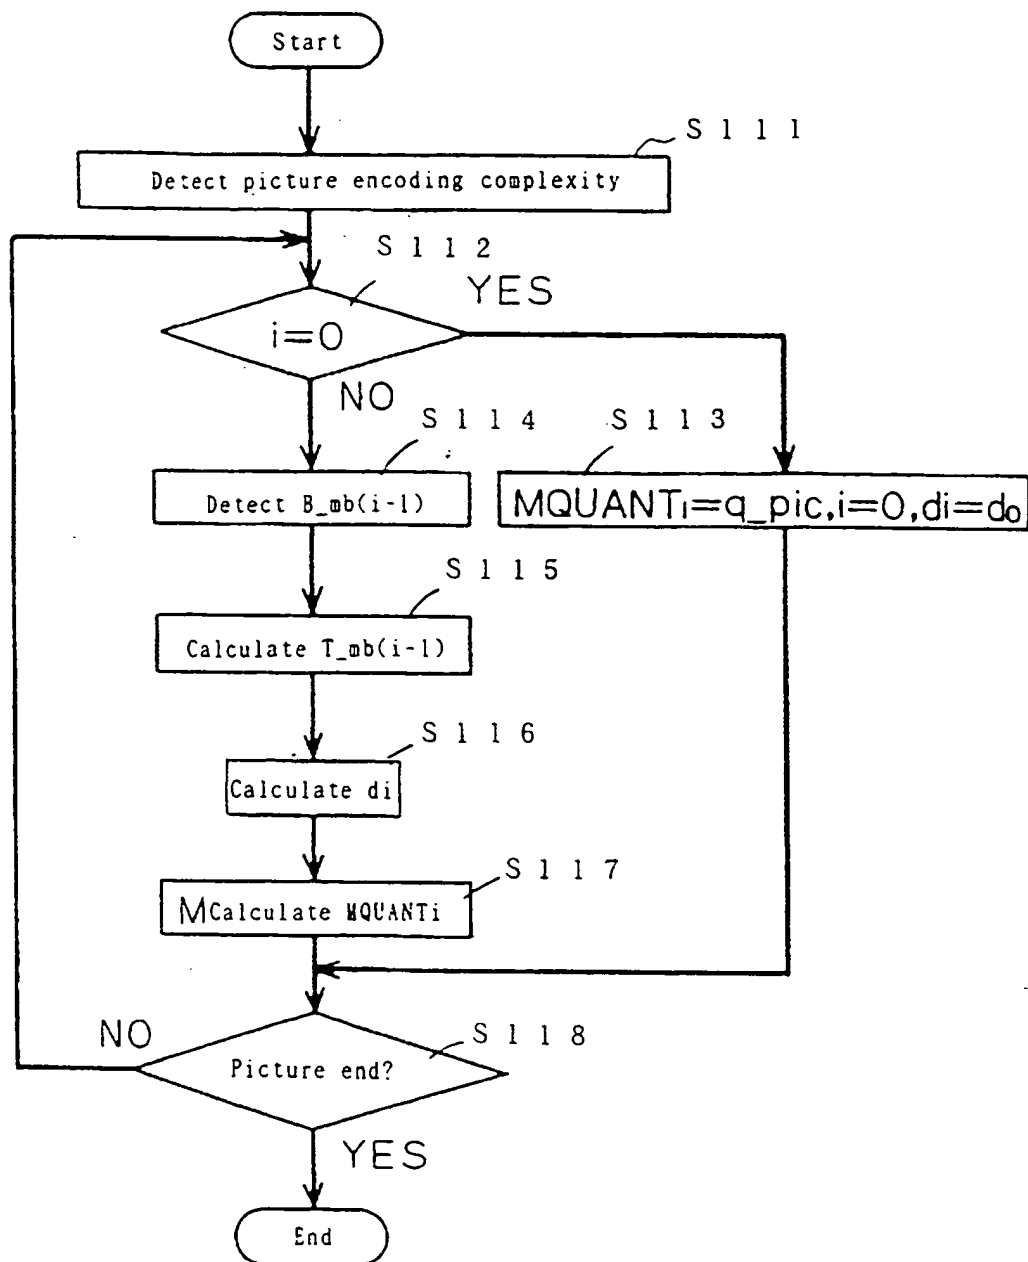 Start
S111
Detect picture encoding complexity
S112
YES
i=0
NO
S114
S113
Detect B_mb(i-1)
MQUANTi=q_pic,i=0,di=do
S115
Calculate T_mb(i-1)
S116
Calculate di
S117
MCalculate MQUANTi
NO
S118
Picture end?
YES
End